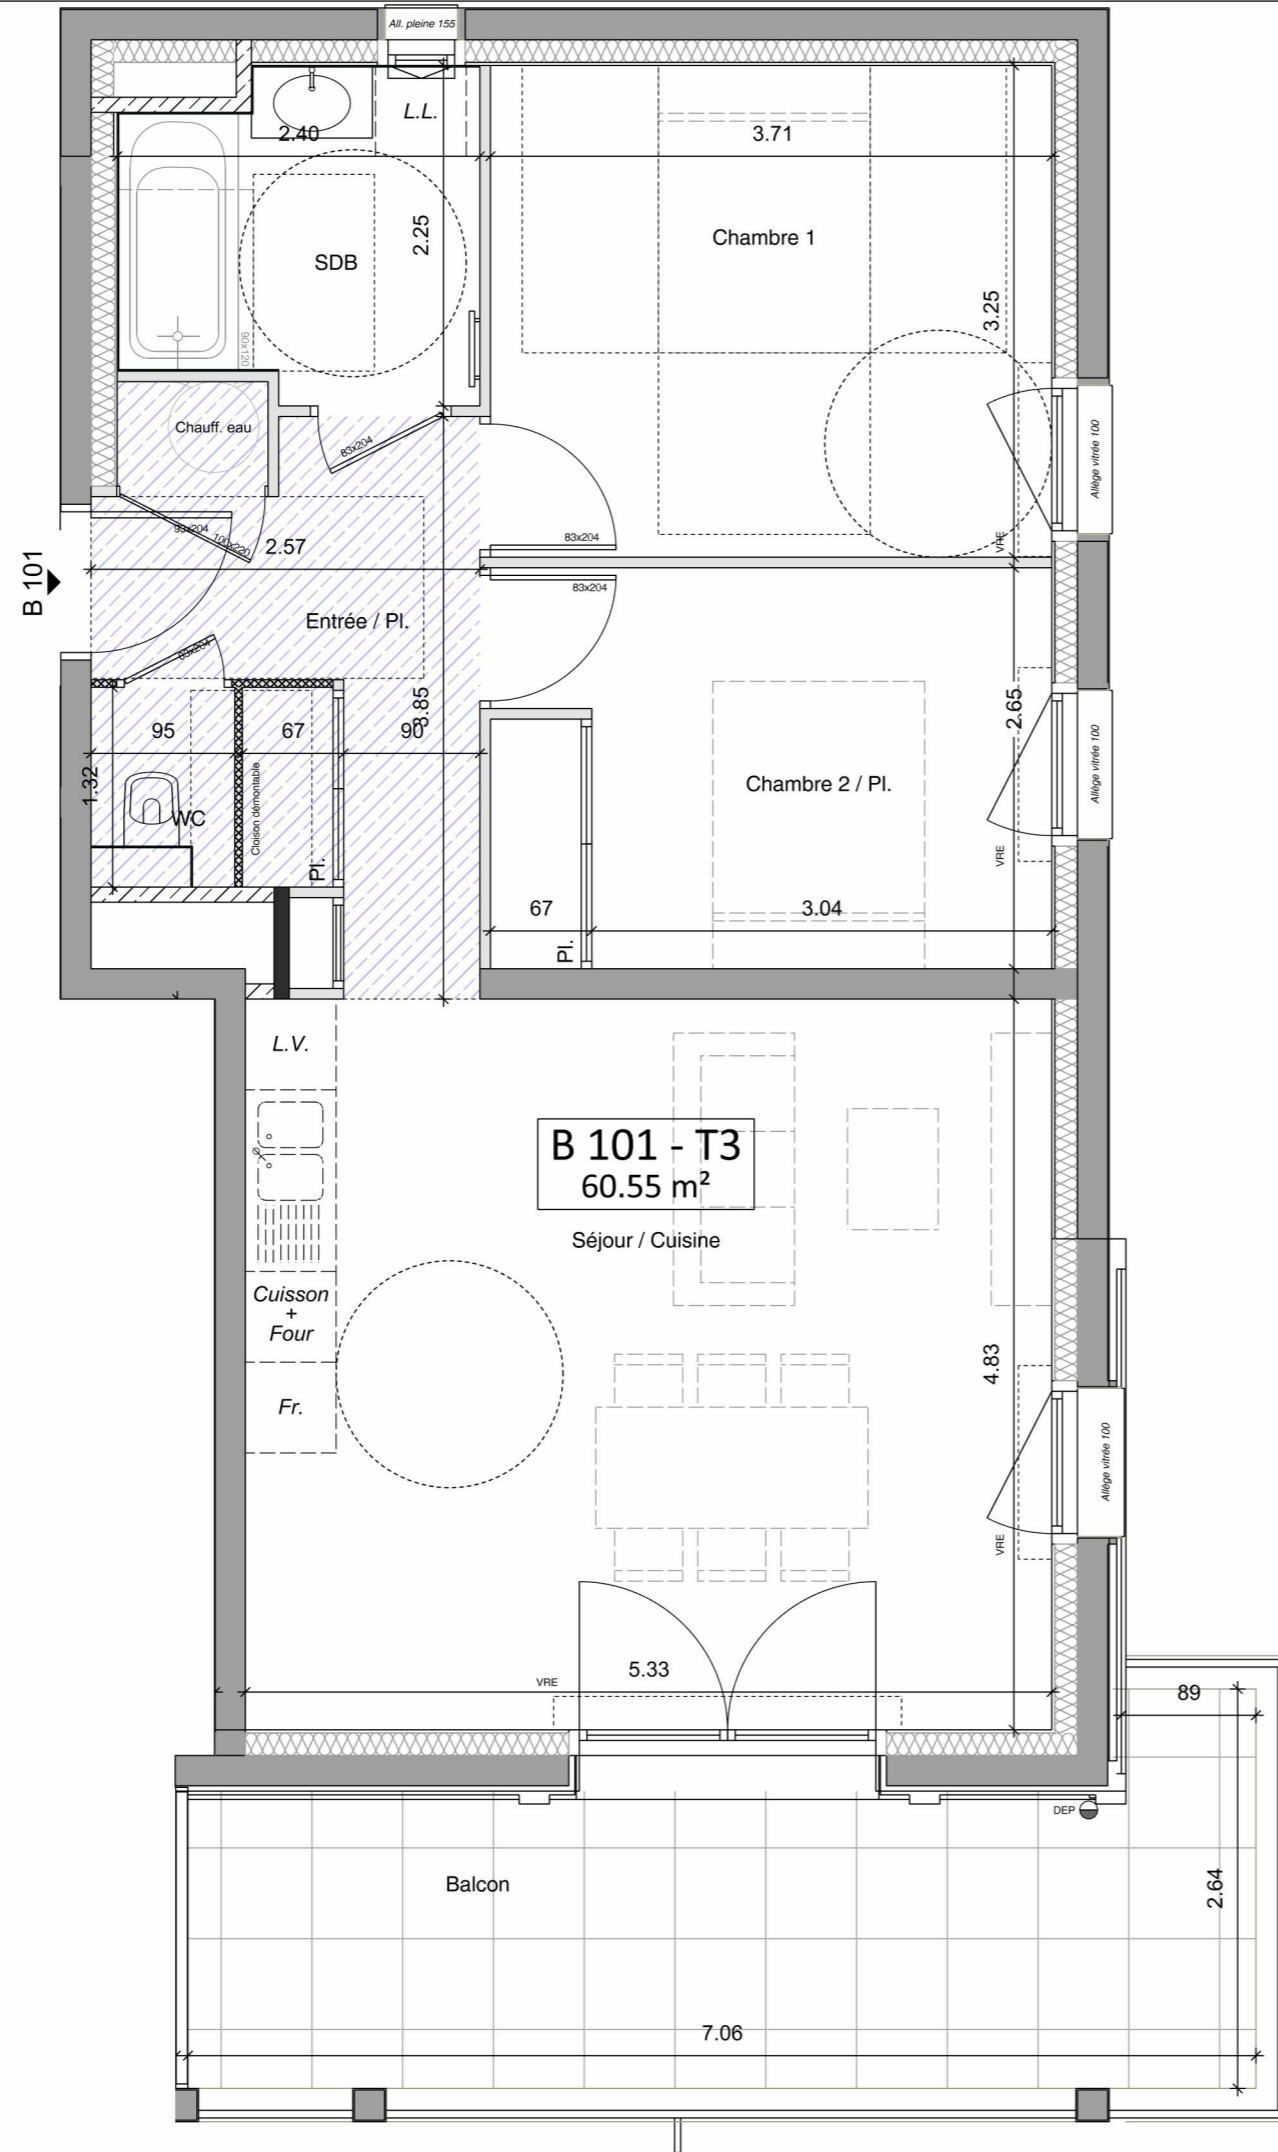 All. pleine 155
L.L.
2.40
3.71
2.25
Chambre 1
SDB
3.25
90x120
Chauff. eau
83x204
Allège vitrée 100
93x204
100x220
2.57
83x204
VRE
B 101
83x204
Entrée / Pl.
83x204
3.85
2.65
95
67
90
Allège vitrée 100
1.32
Chambre 2 / Pl.
WC
Cloison démontable
Pl.
VRE
67
3.04
Pl.
L.V.
B 101 - T3
60.55 m²
Séjour / Cuisine
Cuisson
+
Four
4.83
Fr.
Allège vitrée 100
VRE
5.33
VRE
89
DEP
Balcon
2.64
7.06